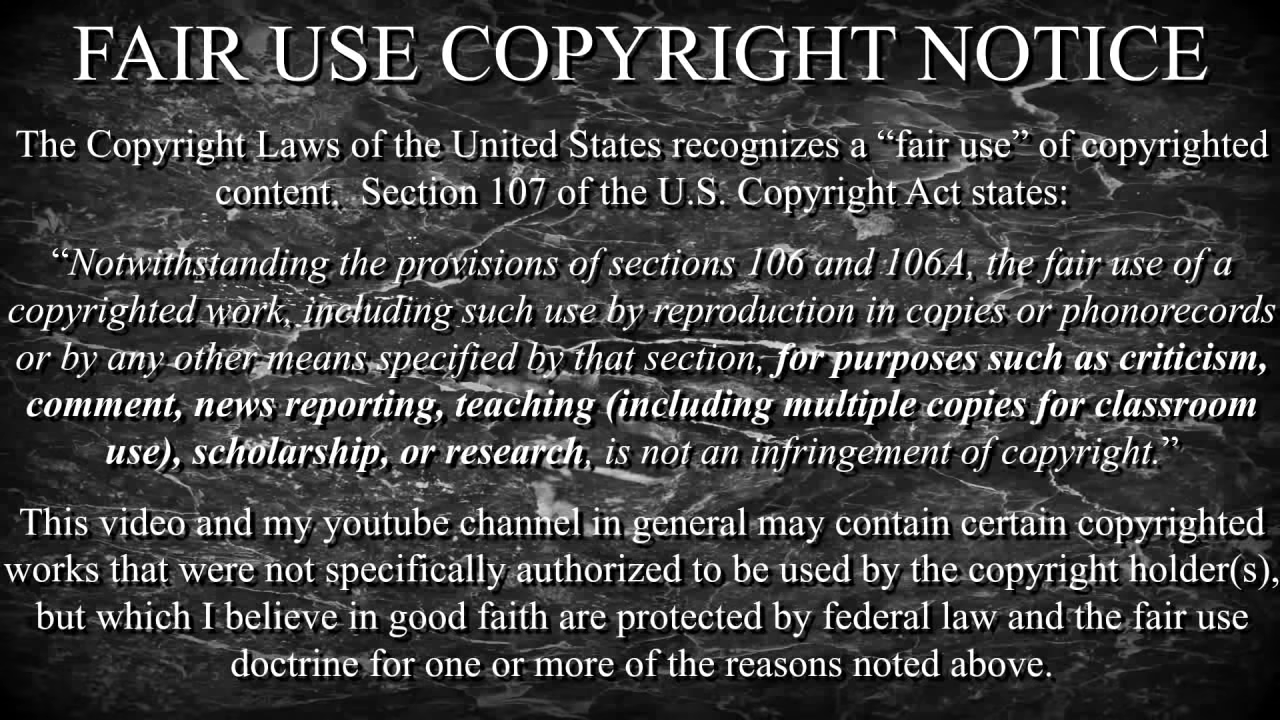 FAIR USE COPYRIGHT NOTICE
The Copyright Laws of the United States recognizes a “fair use” of copyrighted
content.  Section 107 of the U.S. Copyright Act states:
“Notwithstanding the provisions of sections 106 and 106A, the fair use of a
copyrighted work, including such use by reproduction in copies or phonorecords
or by any other means specified by that section, for purposes such as criticism,
comment, news reporting, teaching (including multiple copies for classroom
use), scholarship, or research, is not an infringement of copyright.”
This video and my youtube channel in general may contain certain copyrighted
works that were not specifically authorized to be used by the copyright holder(s),
but which I believe in good faith are protected by federal law and the fair use
doctrine for one or more of the reasons noted above.